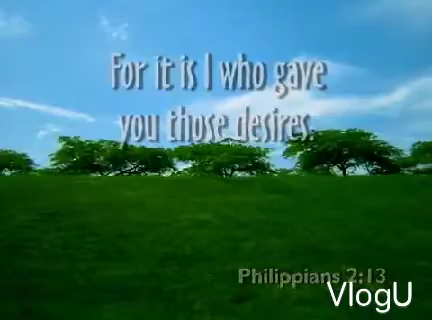 For it is I who gave
you those desires.
Philippians 2:13
VlogU